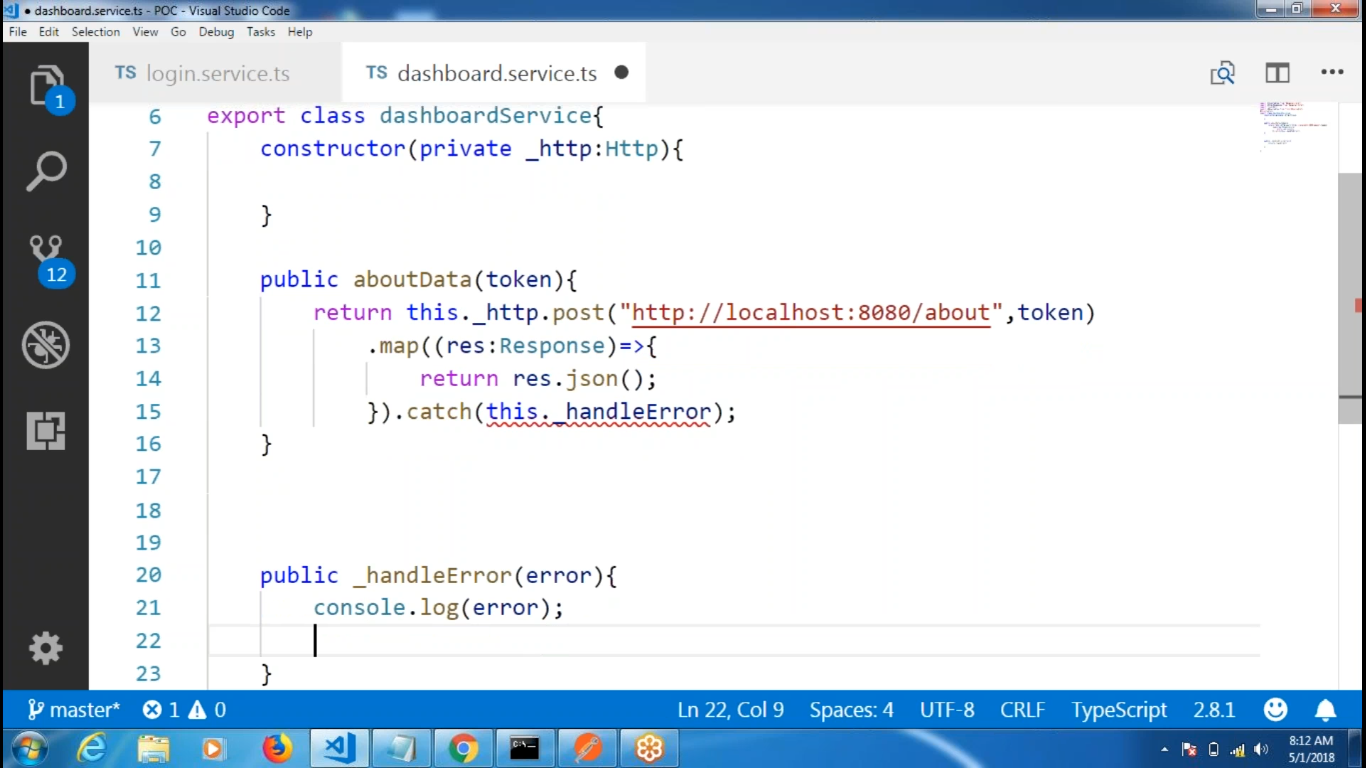 dashboard.service.ts - POC - Visual Studio Code
File Edit Selection View Go Debug Tasks Help
TS login.service.ts TS dashboard.service.ts
1
12
6 export class dashboardService{
7 constructor(private _http:Http){
8
9 }
10
11 public aboutData(token){
12 return this._http.post("http://localhost:8080/about",token)
13 .map((res:Response)=>{
14 return res.json();
15 }).catch(this._handleError);
16 }
17
18
19
20 public _handleError(error){
21 console.log(error);
22
23 }
master* 1 0 Ln 22, Col 9 Spaces: 4 UTF-8 CRLF TypeScript 2.8.1
8:12 AM
5/1/2018